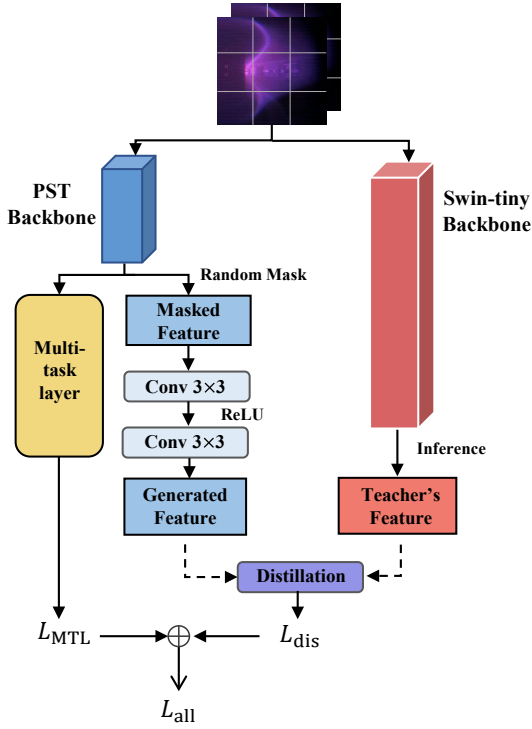 PST
Backbone
Swin-tiny
Backbone
Random Mask
Multi-
task
layer
Masked
Feature
Conv 3×3
ReLU
Conv 3×3
Inference
Generated
Feature
Teacher's
Feature
Distillation
L_MTL
L_dis
L_all